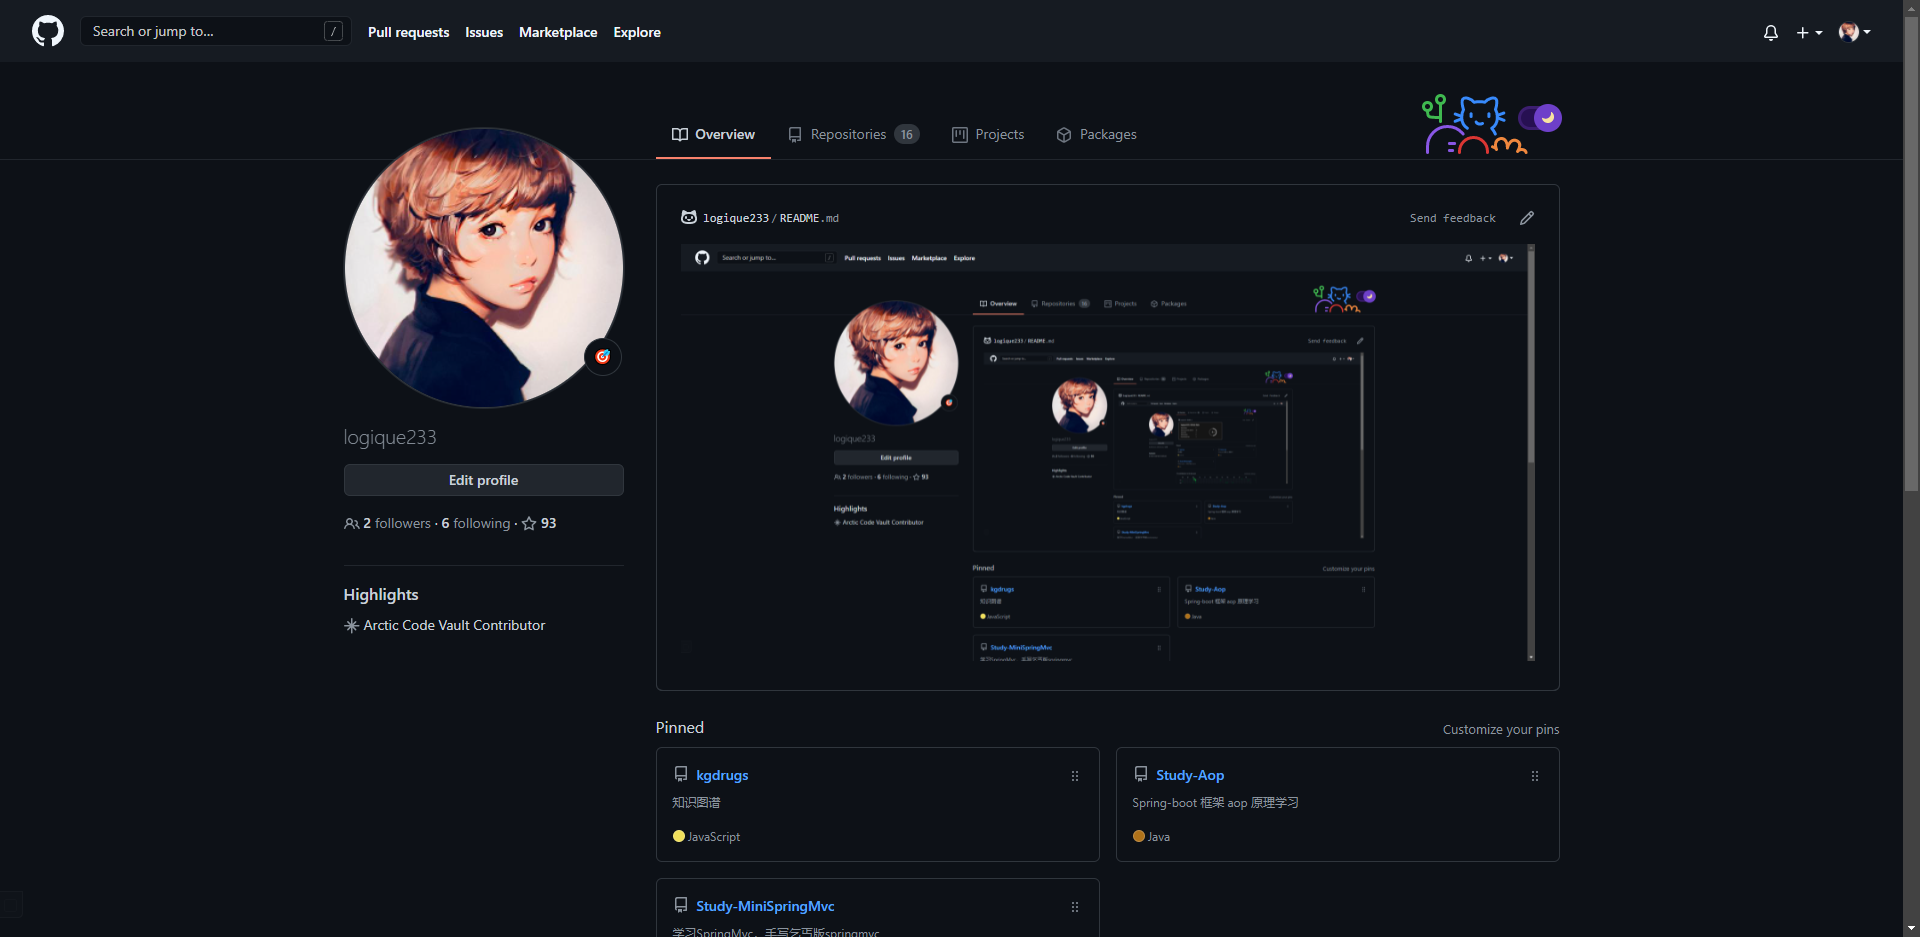 Search or jump to... /
Pull requests Issues Marketplace Explore
Overview Repositories 16 Projects Packages
logique233
Edit profile
2 followers · 6 following · 93
Highlights
Arctic Code Vault Contributor
logique233/README.md
Send feedback
Search or jump to... /
Pull requests Issues Marketplace Explore
Overview Repositories 16 Projects Packages
logique233/README.md
Send feedback
logique233
Edit profile
2 followers · 6 following · 93
Highlights
Arctic Code Vault Contributor
Pinned
Customize your pins
kgdrugs
知识图谱
JavaScript
Study-Aop
Spring-boot 框架 aop 原理学习
Java
Study-MiniSpringMvc
Pinned
Customize your pins
kgdrugs
知识图谱
JavaScript
Study-Aop
Spring-boot 框架 aop 原理学习
Java
Study-MiniSpringMvc
学习SpringMvc，手写乞丐版springmvc